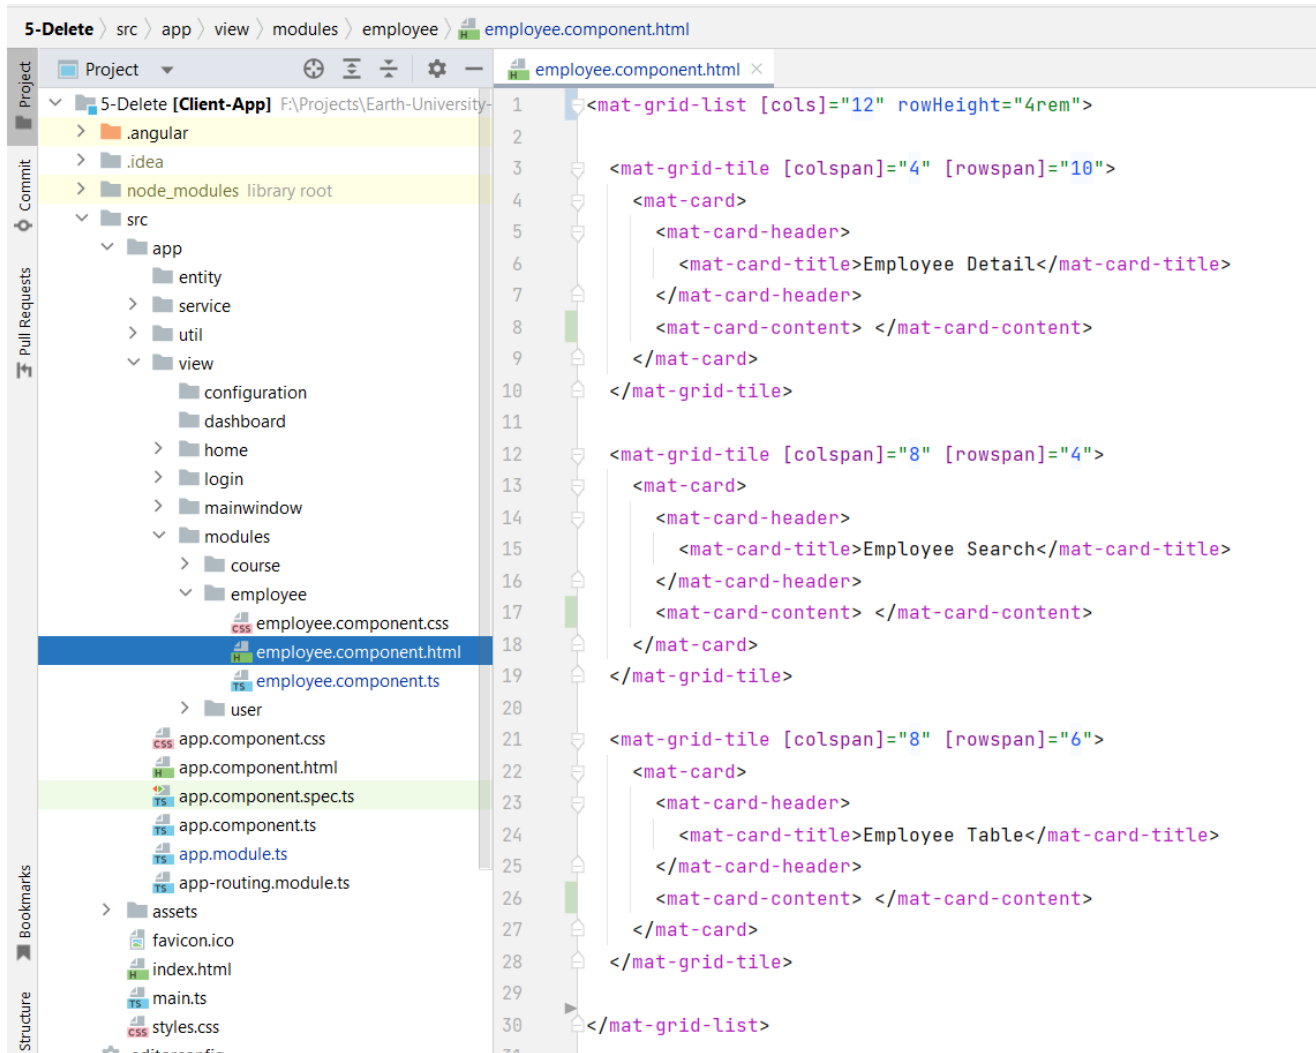 5-Delete 〉 src 〉 app 〉 view 〉 modules 〉 employee 〉 employee.component.html
Project
Commit
Pull Requests
Bookmarks
Structure
Project
5-Delete [Client-App] F:\Projects\Earth-University-
.angular
.idea
node_modules library root
src
app
entity
service
util
view
configuration
dashboard
home
login
mainwindow
modules
course
employee
employee.component.css
employee.component.html
employee.component.ts
user
app.component.css
app.component.html
app.component.spec.ts
app.component.ts
app.module.ts
app-routing.module.ts
assets
favicon.ico
index.html
main.ts
styles.css
employee.component.html
1 <mat-grid-list [cols]="12" rowHeight="4rem">
2
3 <mat-grid-tile [colspan]="4" [rowspan]="10">
4 <mat-card>
5 <mat-card-header>
6 <mat-card-title>Employee Detail</mat-card-title>
7 </mat-card-header>
8 <mat-card-content> </mat-card-content>
9 </mat-card>
10 </mat-grid-tile>
11
12 <mat-grid-tile [colspan]="8" [rowspan]="4">
13 <mat-card>
14 <mat-card-header>
15 <mat-card-title>Employee Search</mat-card-title>
16 </mat-card-header>
17 <mat-card-content> </mat-card-content>
18 </mat-card>
19 </mat-grid-tile>
20
21 <mat-grid-tile [colspan]="8" [rowspan]="6">
22 <mat-card>
23 <mat-card-header>
24 <mat-card-title>Employee Table</mat-card-title>
25 </mat-card-header>
26 <mat-card-content> </mat-card-content>
27 </mat-card>
28 </mat-grid-tile>
29
30 </mat-grid-list>